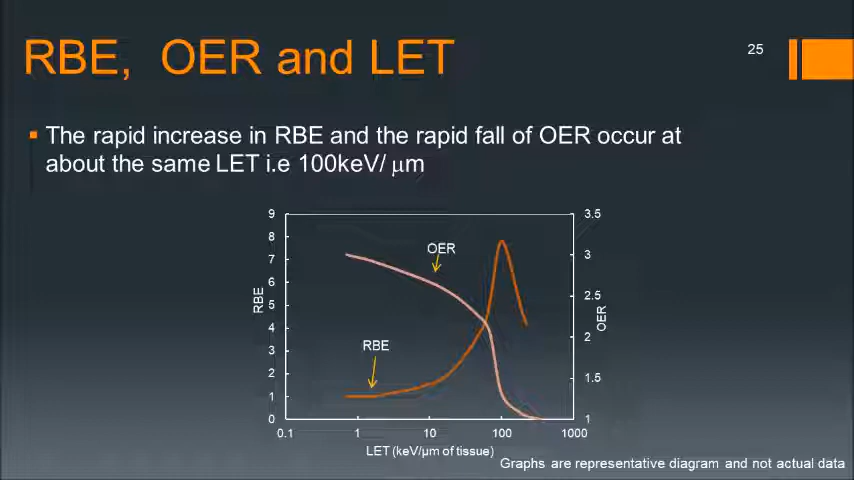 RBE, OER and LET
25
The rapid increase in RBE and the rapid fall of OER occur at
about the same LET i.e 100keV/ μm
9
8
7
6
5
4
3
2
1
0
RBE
3.5
3
2.5
2
1.5
1
OER
OER
RBE
0.1 1 10 100 1000
LET (keV/μm of tissue)
Graphs are representative diagram and not actual data